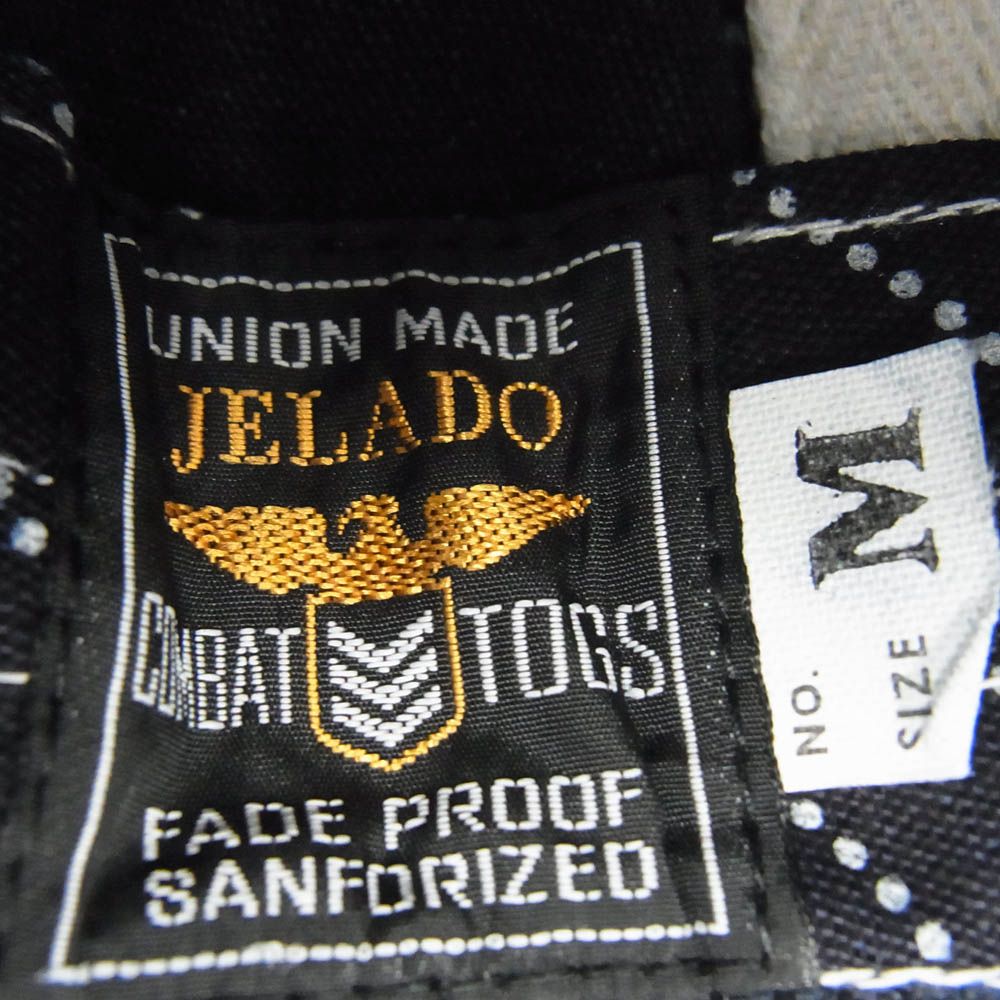 UNION MADE
JELADO
COMBAT TOGS
FADE PROOF
SANFORIZED
NO.
SIZE M